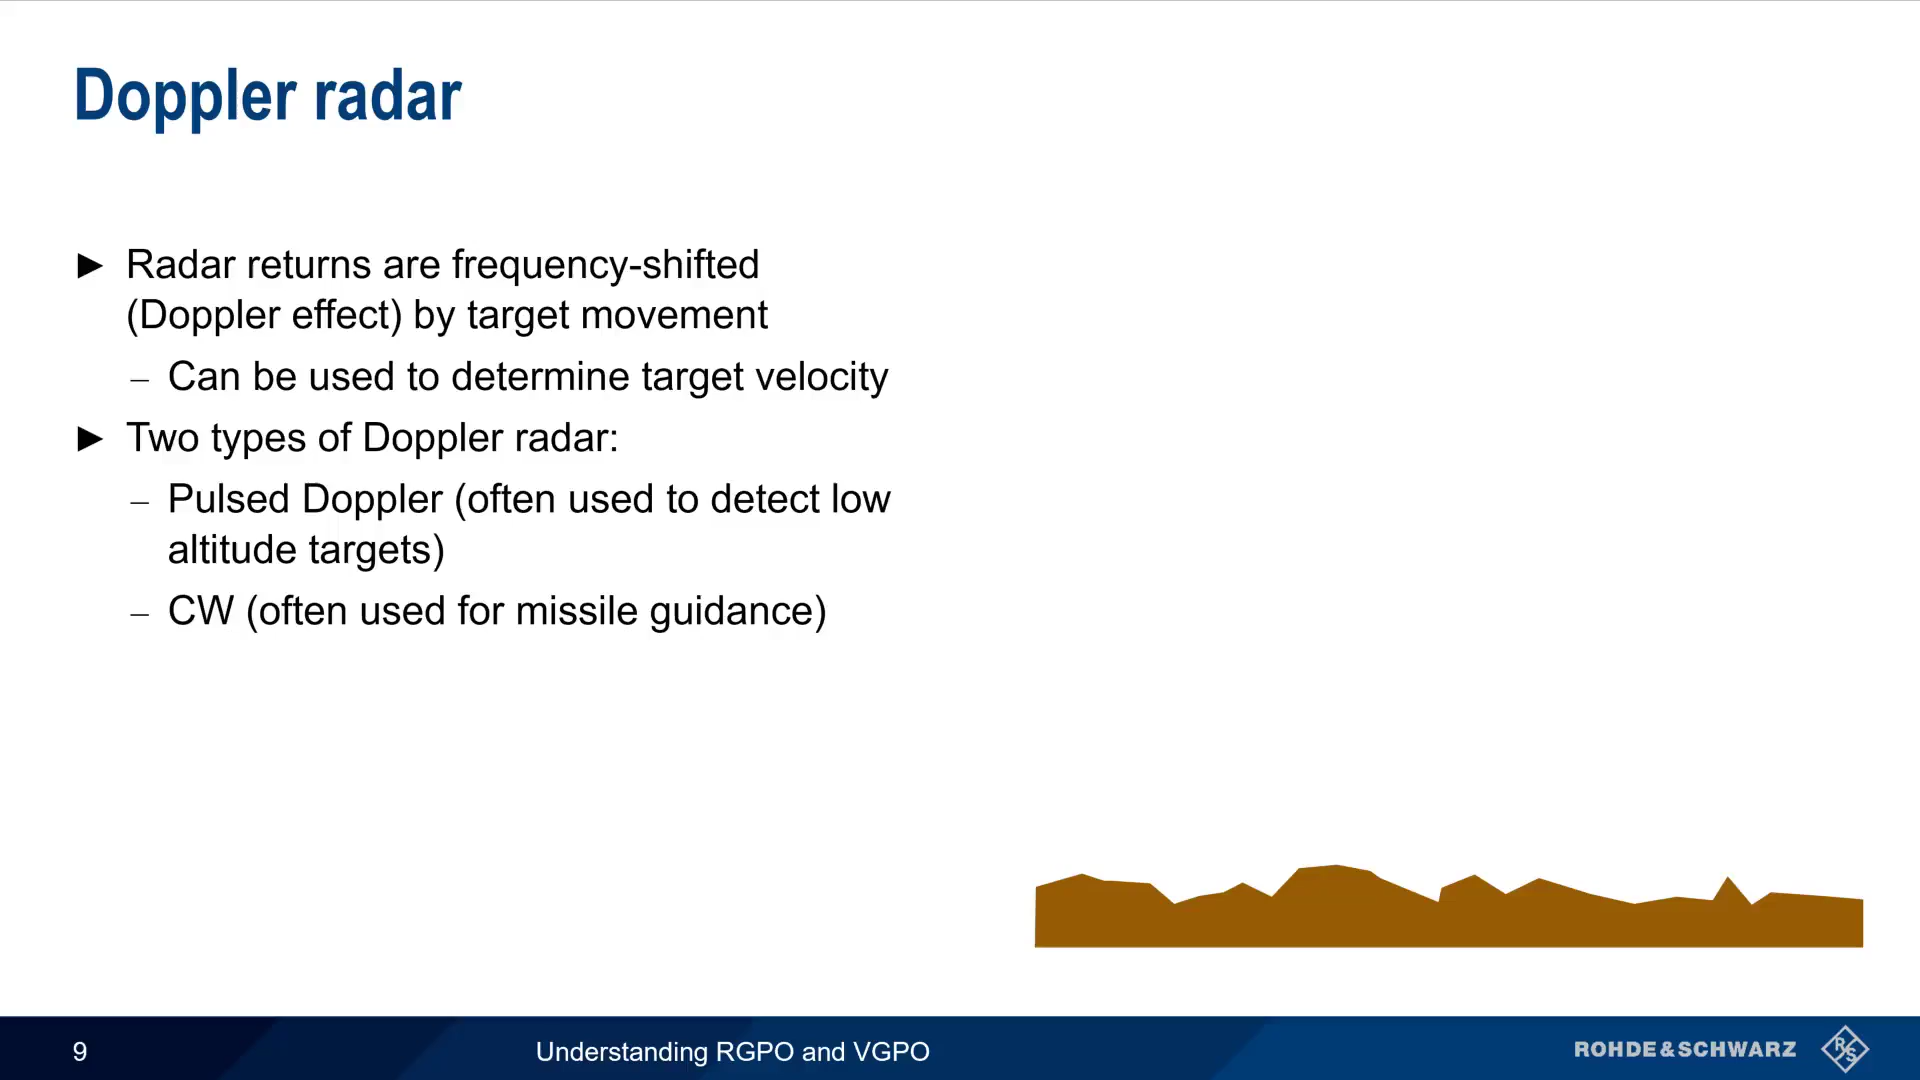 Doppler radar
► Radar returns are frequency-shifted
(Doppler effect) by target movement
– Can be used to determine target velocity
► Two types of Doppler radar:
– Pulsed Doppler (often used to detect low
altitude targets)
– CW (often used for missile guidance)
9
Understanding RGPO and VGPO
ROHDE & SCHWARZ
R S